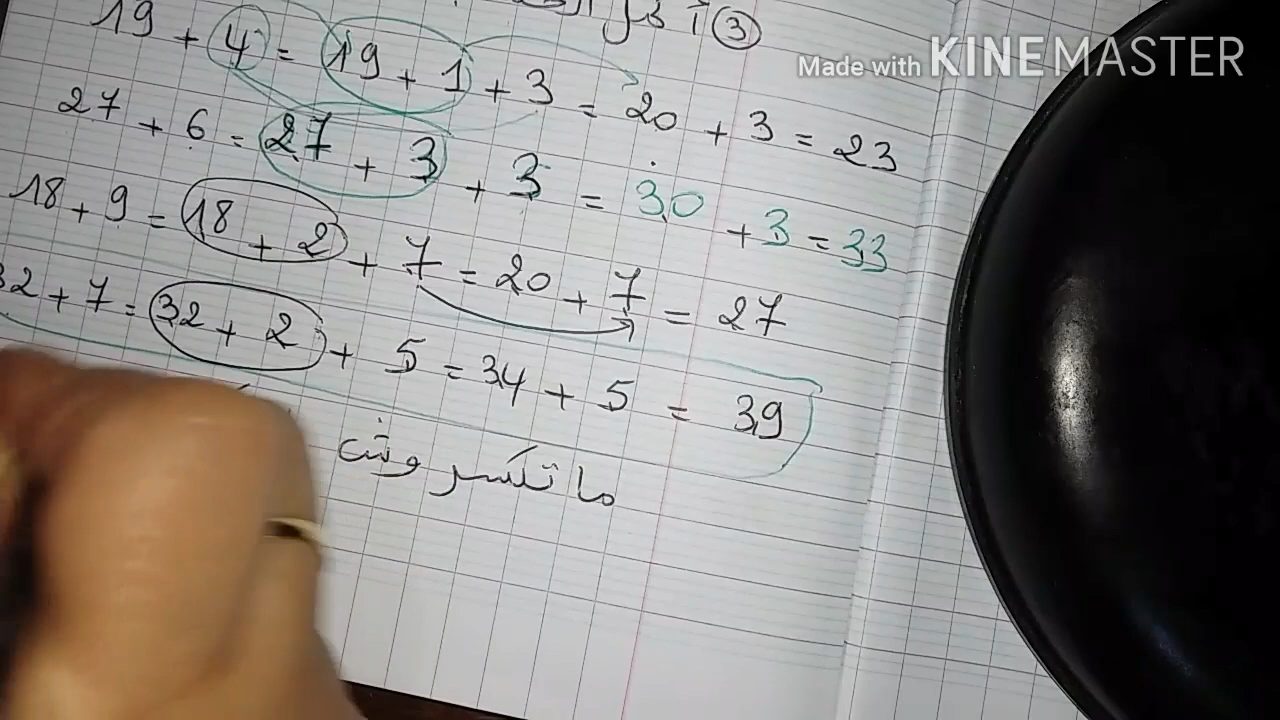 ③
19 + 4 = 19 + 1 + 3 = 20 + 3 = 23
27 + 6 = 27 + 3 + 3 = 30 + 3 = 33
18 + 9 = 18 + 2 + 7 = 20 + 7 = 27
32 + 7 = 32 + 2 + 5 = 34 + 5 = 39
ما تكسروش
Made with KINEMASTER